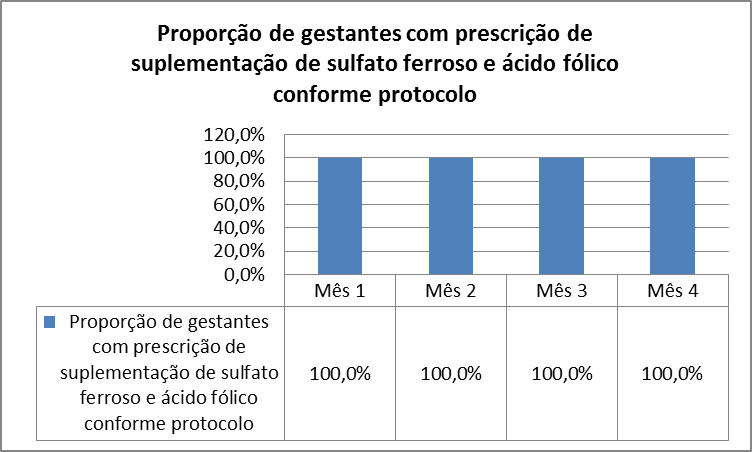 Proporção de gestantes com prescrição de
suplementação de sulfato ferroso e ácido fólico
conforme protocolo
120,0%
100,0%
80,0%
60,0%
40,0%
20,0%
0,0%
Mês 1 Mês 2 Mês 3 Mês 4
Proporção de gestantes
com prescrição de
suplementação de sulfato
ferroso e ácido fólico
conforme protocolo
100,0% 100,0% 100,0% 100,0%